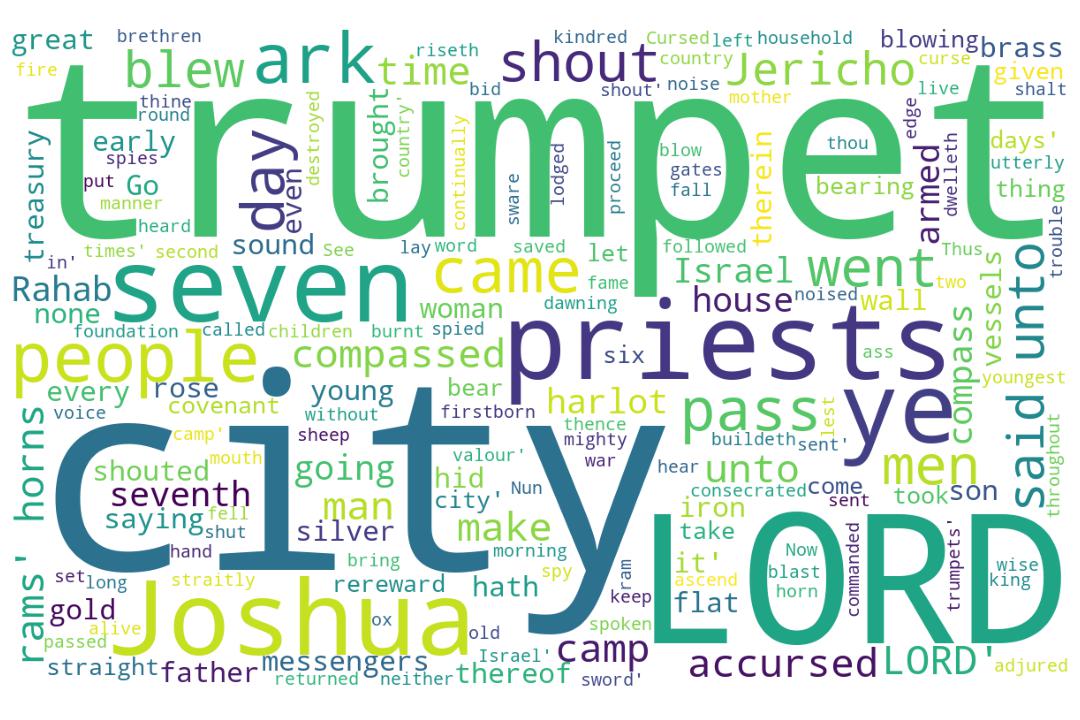 great
brethren
fire
blew
ark
time
riseth
bid
shout
kindred
shout'
noise
Cursed
left
household
country
Jericho
mother
blowing
curse
brass
given
live
shalt
trumpet
thine
round
early
spies
put
Go
manner
heard
treasury
day
even
destroyed
brought
country'
continually
sware
lodged
proceed
blow
gates
fall
therein
thou
bearing
armed
edge
dwelleth
days'
utterly
thing
trouble
times'
second
See
sound
lay
word
saved
let
followed
Thus
in'
Rahab
none
seven
came
fame
dawning
Israel
went
two
woman
house
noised
wall
vessels
unto
said
foundation
called
children
burnt
spied
priests
six
ass
compass
people
compassed
youngest
every
rose
young
bear
harlot
pass
ye
voice
covenant
without
firstborn
thence
lest
camp'
sheep
mighty
buildeth
sent'
horns
shouted
mouth
going
valour'
war
hid
hear
unto
men
throughout
city
seventh
man
city'
Nun
consecrated
come
sent
took
son
saying
fell
shut
silver
make
iron
take
LORD
hand
bring
morning
it'
Now
blast
horn
commanded
trumpets'
wise
king
rams'
set
long
straitly
rereward
hath
spy
ram
keep
ascend
flat
gold
alive
Joshua
ox
old
spoken
passed
camp
straight
father
messengers
Israel'
accursed
LORD'
adjured
returned
neither
thereof
sword'